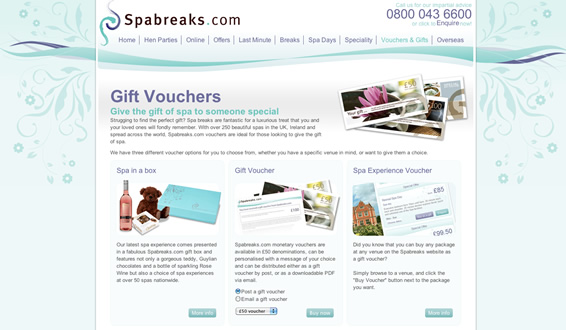 Call us for our impartial advice
Spabreaks.com
0800 043 6600
or click to Enquire now!
Home Hen Parties Online Offers Last Minute Breaks Spa Days Speciality Vouchers & Gifts Overseas
Gift Vouchers
Give the gift of spa to someone special
Strugling to find the perfect gift? Spa breaks are fantastic for a luxurious treat that you and
your loved ones will fondly remember. With over 250 beautiful spas in the UK, Ireland and
spread across the world, Spabreaks.com vouchers are ideal for those looking to give the gift
of spa.
We have three different voucher options for you to choose from, whether you have a specific venue in mind, or want to give them a choice.
Spa in a box
Our latest spa experience comes presented
in a fabulous Spabreaks.com gift box and
features not only a gorgeous teddy, Guylian
chocolates and a bottle of sparkling Rose
Wine but also a choice of spa experiences
at over 50 spas nationwide.
More info
Gift Voucher
£50
Spabreaks.com monetary vouchers are
available in £50 denominations, can be
personalised with a message of your choice
and can be distributed either as a gift
voucher by post, or as a downloadable PDF
via email.
Post a gift voucher
Email a gift voucher
£50 voucher
Buy now
Spa Experience Voucher
£85
£99.50
Did you know that you can buy any package
at any venue on the Spabreaks website as
a gift voucher?
Simply browse to a venue, and click the
"Buy Voucher" button next to the package
you want.
More info